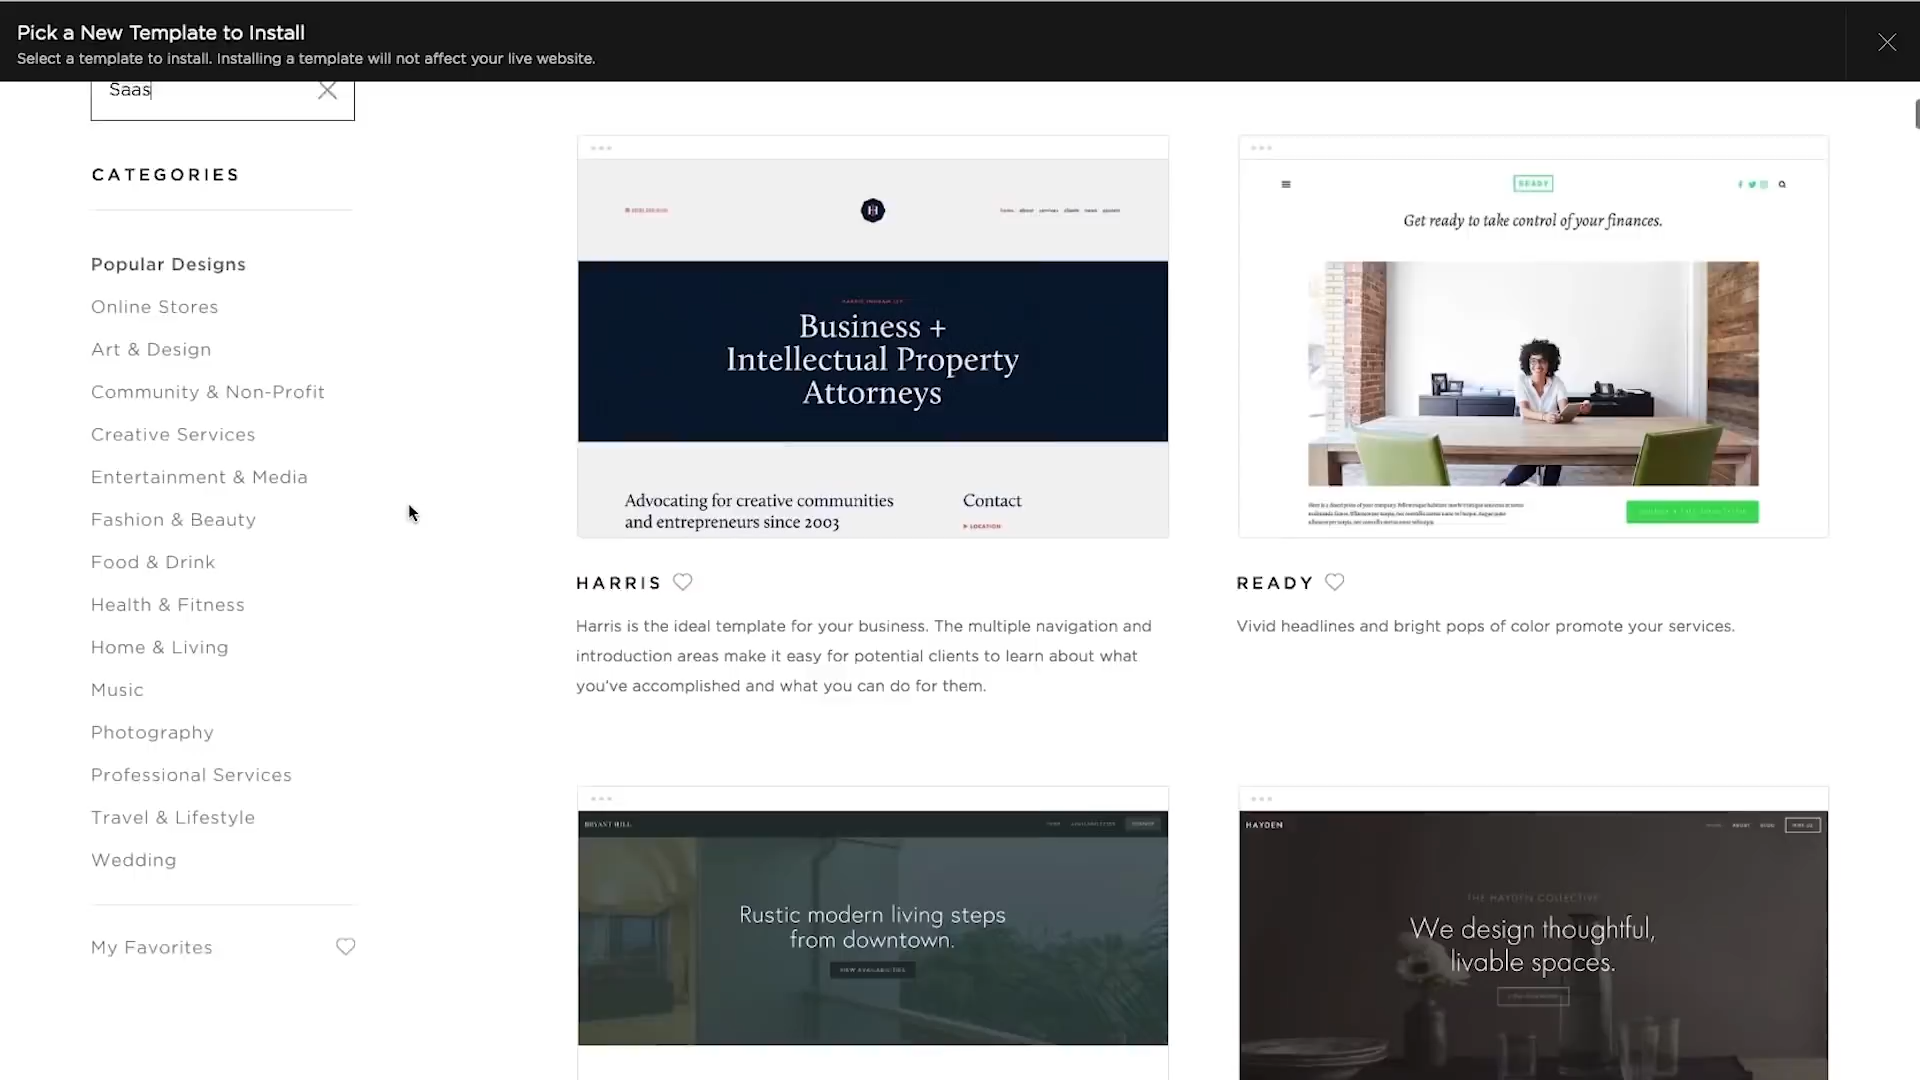 Pick a New Template to Install
Select a template to install. Installing a template will not affect your live website.
Saas
CATEGORIES
Popular Designs
Online Stores
Art & Design
Community & Non-Profit
Creative Services
Entertainment & Media
Fashion & Beauty
Food & Drink
Health & Fitness
Home & Living
Music
Photography
Professional Services
Travel & Lifestyle
Wedding
My Favorites
H
Business +
Intellectual Property
Attorneys
Advocating for creative communities
and entrepreneurs since 2003
Contact
LOCATION
HARRIS
Harris is the ideal template for your business. The multiple navigation and
introduction areas make it easy for potential clients to learn about what
you've accomplished and what you can do for them.
READY
Get ready to take control of your finances.
READY
Vivid headlines and bright pops of color promote your services.
BRYANT HILL
Rustic modern living steps
from downtown.
VIEW AVAILABILITIES
HAYDEN
THE HAYDEN COLLECTIVE
We design thoughtful,
livable spaces.